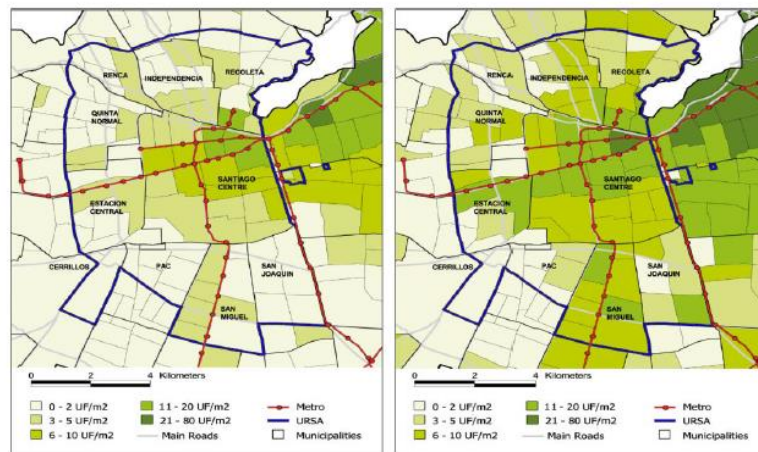 RENCA
INDEPENDENCIA
RECOLETA
QUINTA
NORMAL
SANTIAGO
CENTRE
ESTACION
CENTRAL
CERRILLOS
PAC
SAN
JOAQUIN
SAN
MIGUEL
0 2 4 Kilometers
0 - 2 UF/m2
3 - 5 UF/m2
6 - 10 UF/m2
11 - 20 UF/m2
21 - 80 UF/m2
Main Roads
Metro
URSA
Municipalities
RENCA
INDEPENDENCIA
RECOLETA
QUINTA
NORMAL
SANTIAGO
CENTRE
ESTACION
CENTRAL
CERRILLOS
PAC
SAN
JOAQUIN
SAN
MIGUEL
0 2 4 Kilometers
0 - 2 UF/m2
3 - 5 UF/m2
6 - 10 UF/m2
11 - 20 UF/m2
21 - 80 UF/m2
Main Roads
Metro
URSA
Municipalities